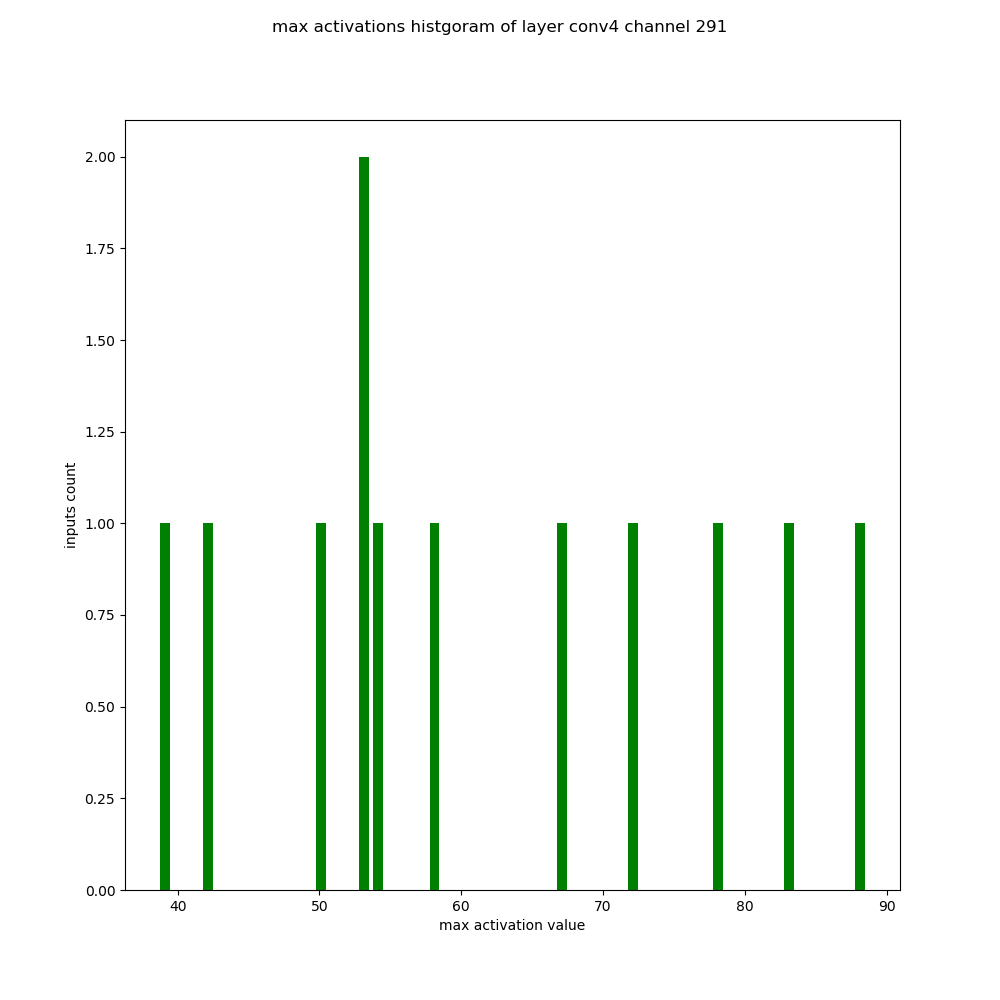 max activations histgoram of layer conv4 channel 291
2.00
1.75
1.50
1.25
1.00
0.75
0.50
0.25
0.00
inputs count
40 50 60 70 80 90
max activation value